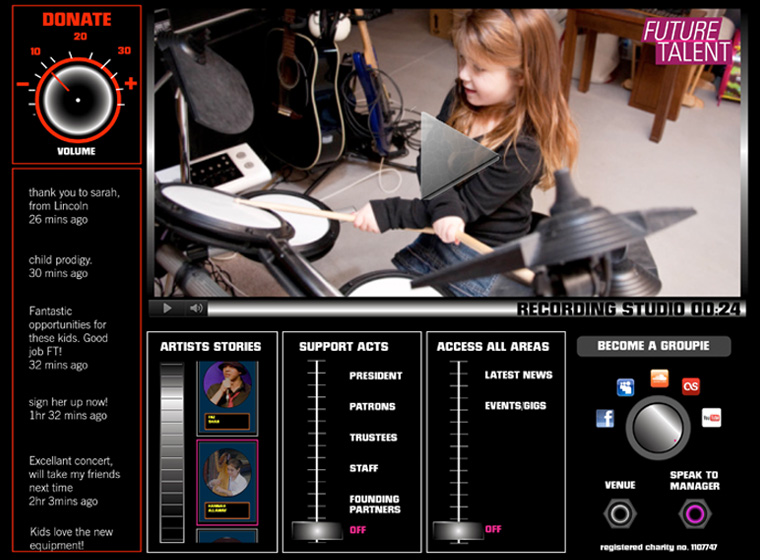 DONATE
10
20
30
VOLUME
thank you to sarah,
from Lincoln
26 mins ago
child prodigy.
30 mins ago
Fantastic
opportunities for
these kids. Good
job FT!
32 mins ago
sign her up now!
1hr 32 mins ago
Excellant concert,
will take my friends
next time
2hr 3mins ago
Kids love the new
equipment!
FUTURE
TALENT
RECORDING STUDIO 00:24
ARTISTS STORIES
SUPPORT ACTS
PRESIDENT
PATRONS
TRUSTEES
STAFF
FOUNDING
PARTNERS
OFF
ACCESS ALL AREAS
LATEST NEWS
EVENTS/GIGS
OFF
BECOME A GROUPIE
You Tube
VENUE
SPEAK TO
MANAGER
registered charity no. 1107747